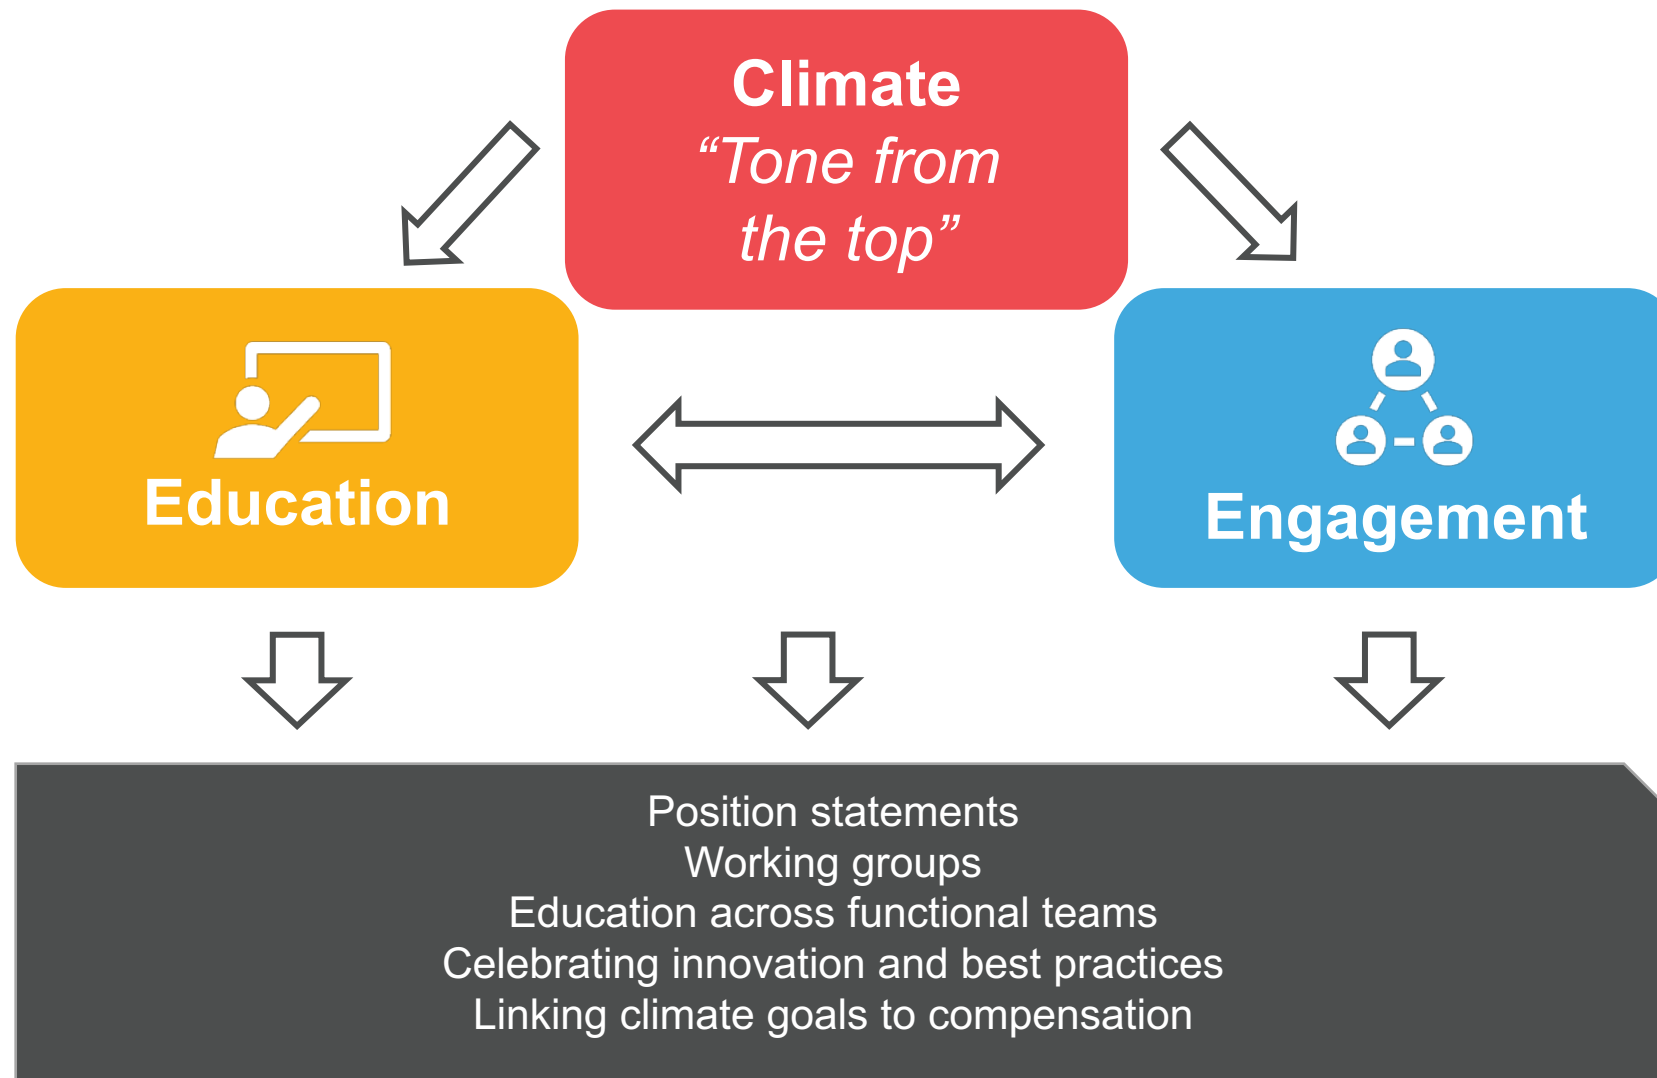 Climate
“Tone from
the top”
Education
Engagement
Position statements
Working groups
Education across functional teams
Celebrating innovation and best practices
Linking climate goals to compensation